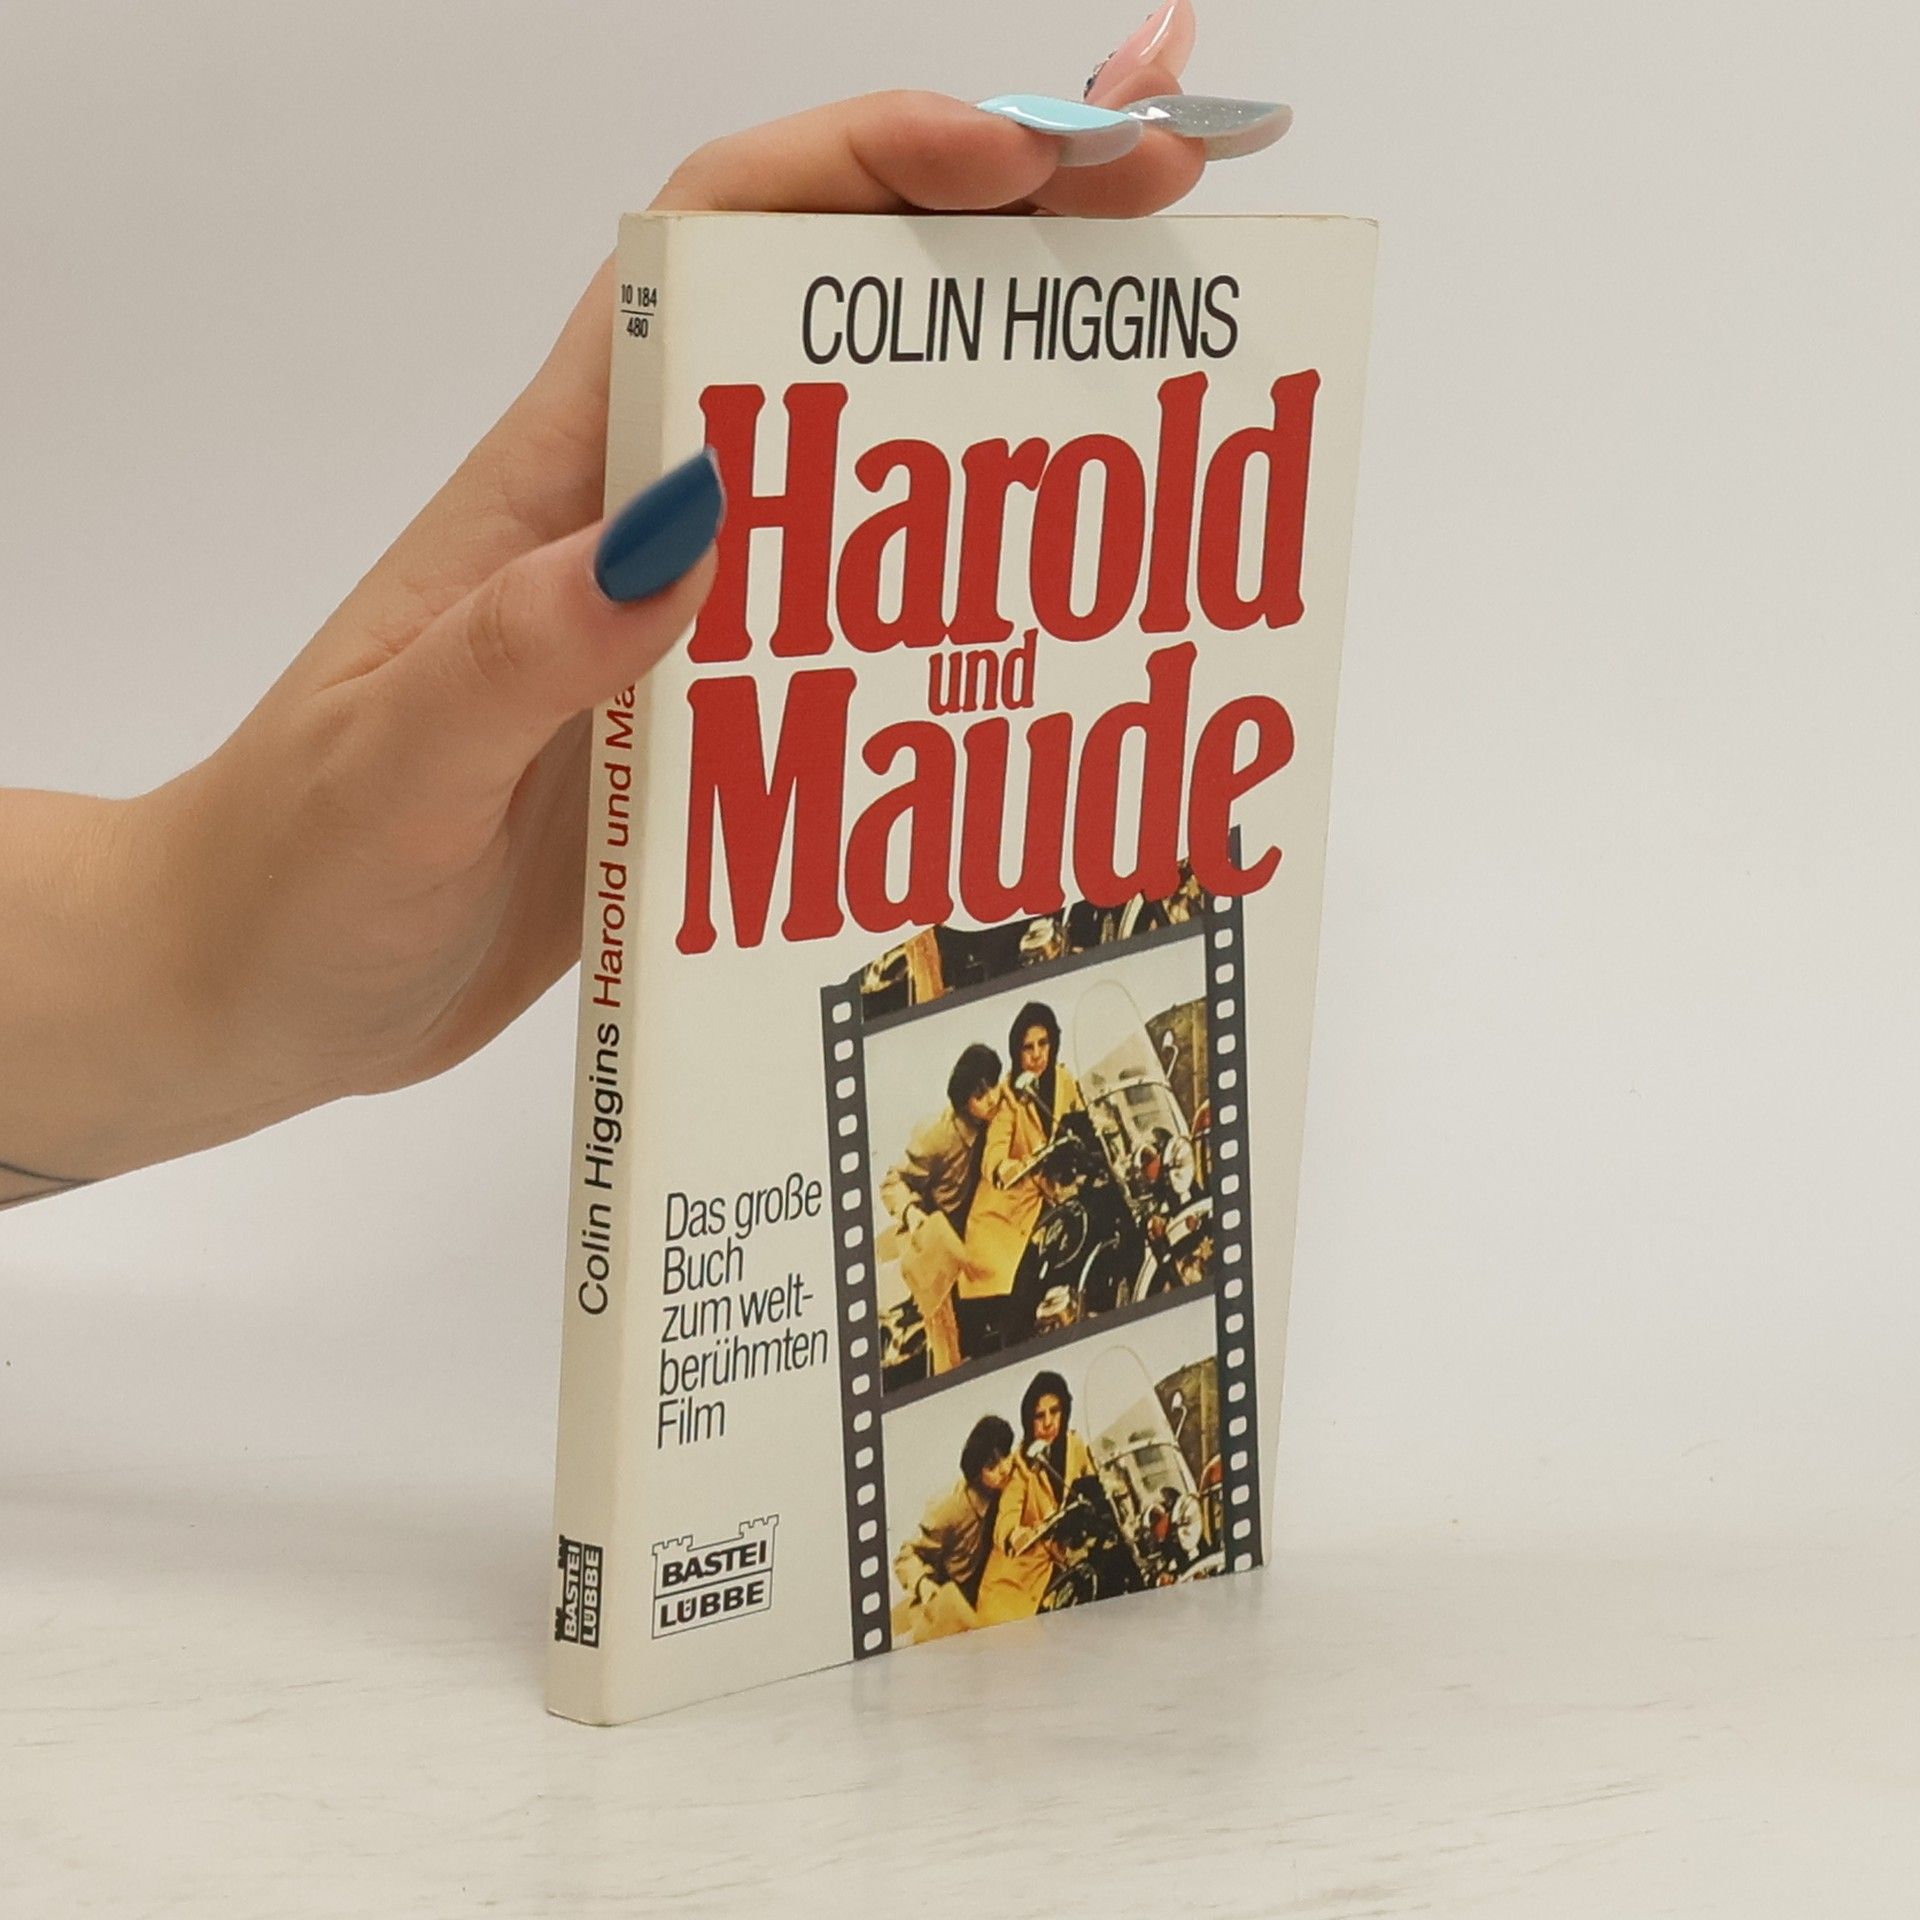 COLIN HIGGINS
Harold
und
Maude
Das große
Buch
zum welt-
berühmten
Film
BASTEI
LÜBBE
10 184
480
Colin Higgins Harold und Ma
BASTEI
LÜBBE